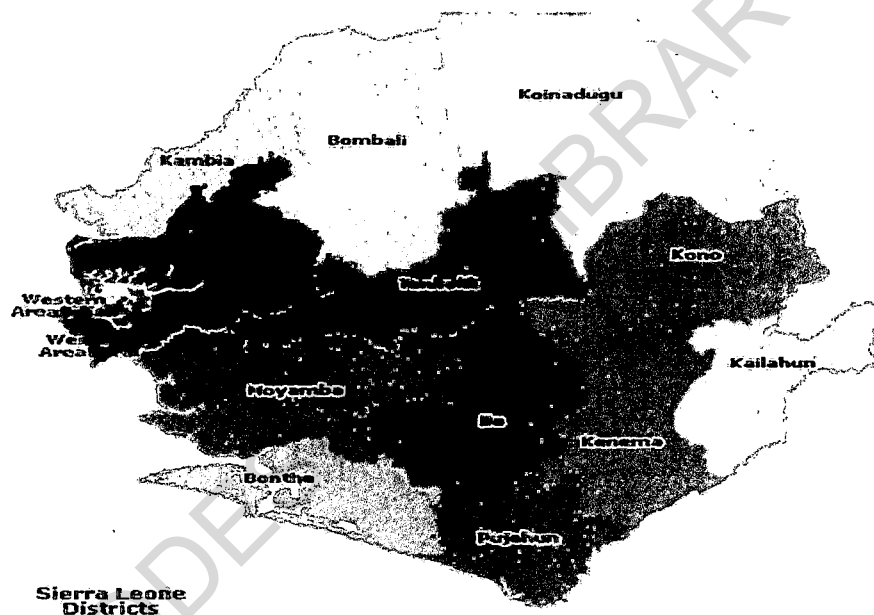 Koinadugu
Bombali
Kambia
Kono
Western
Area
Kailahun
Moyamba
Bo
Kenema
Bonthe
Pujehun
Sierra Leone
Districts